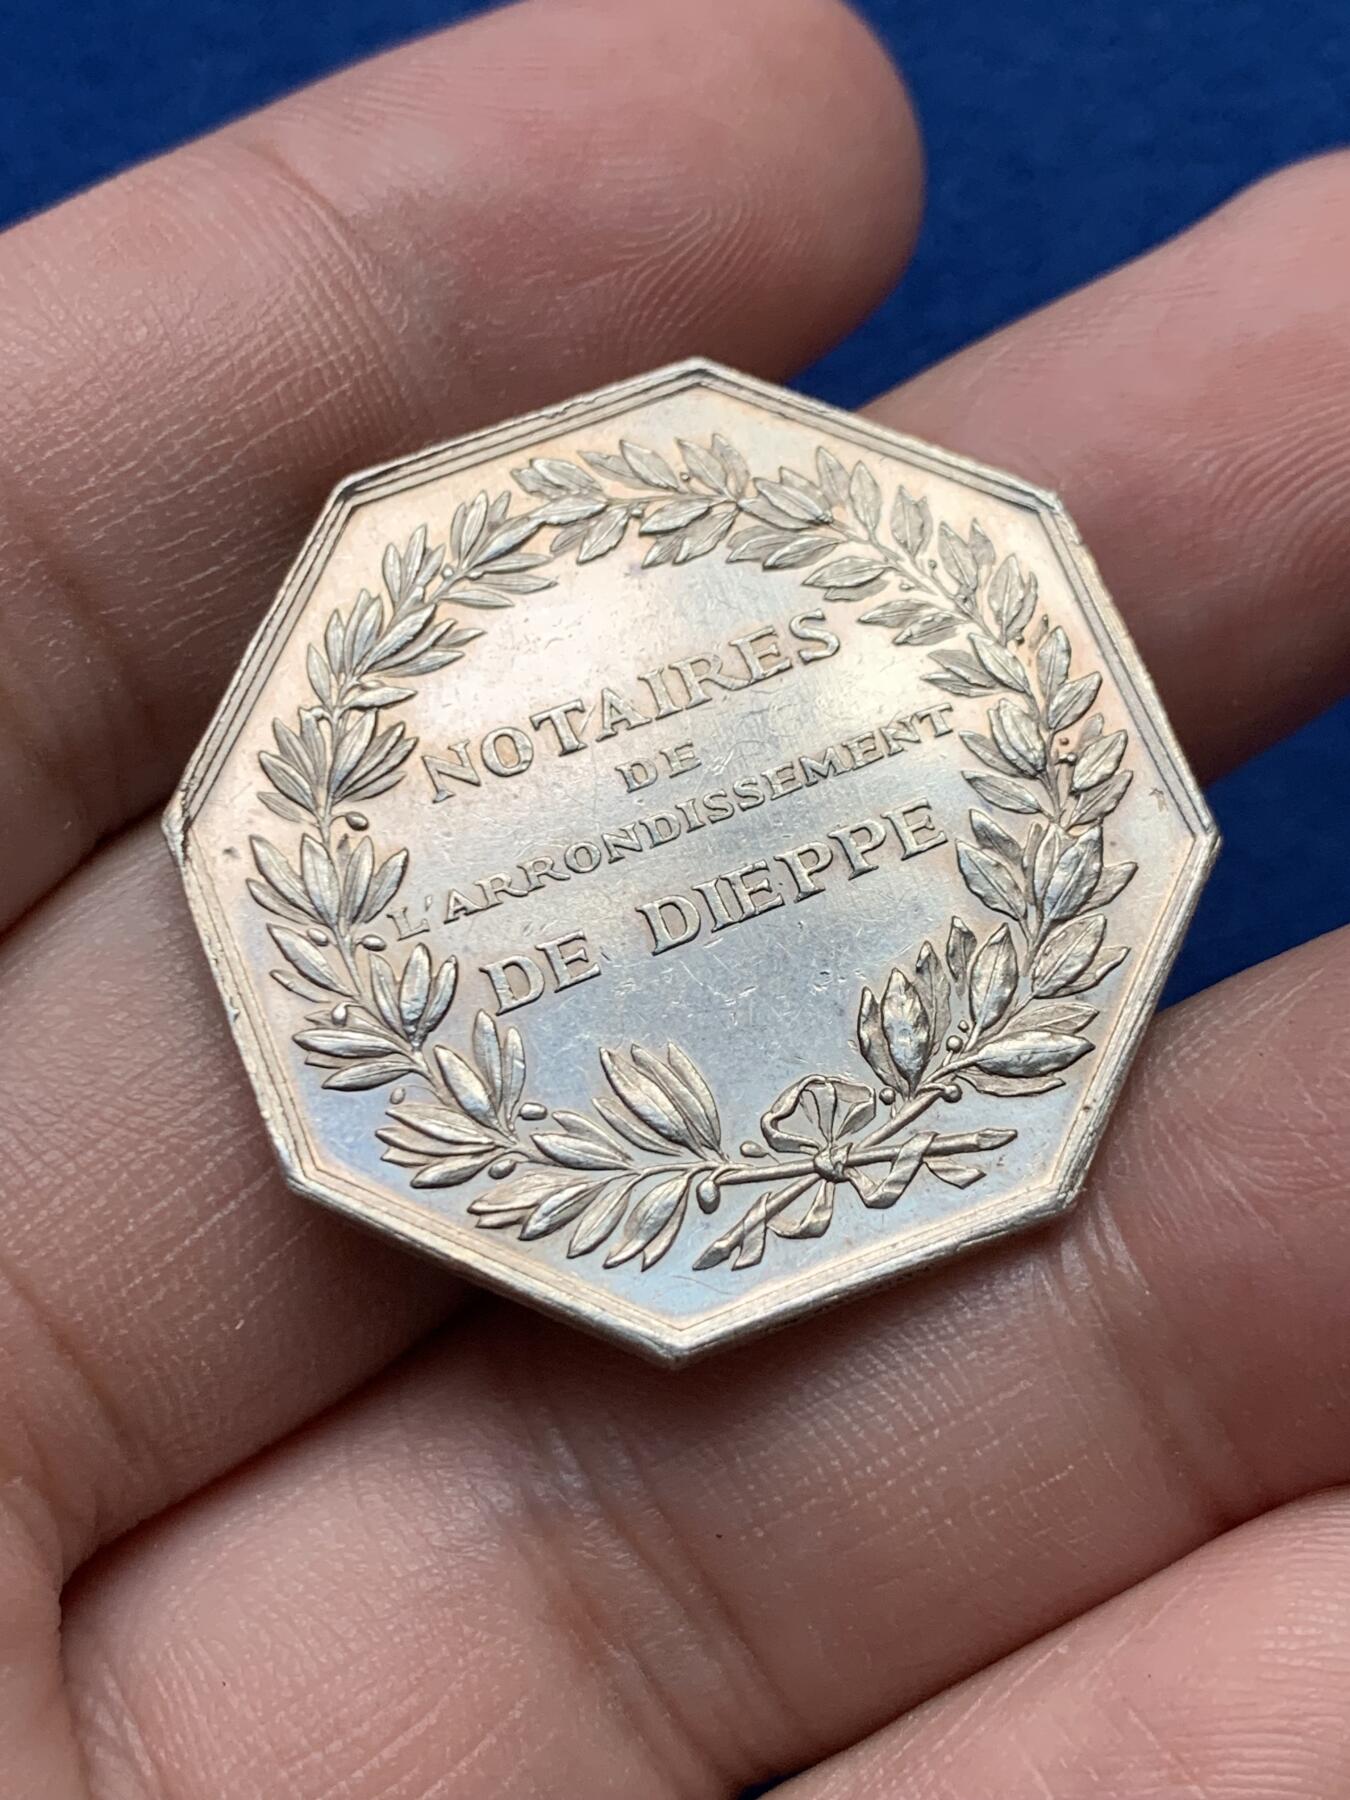 NOTAIRES
DE
L'ARRONDISSEMENT
DE DIEPPE